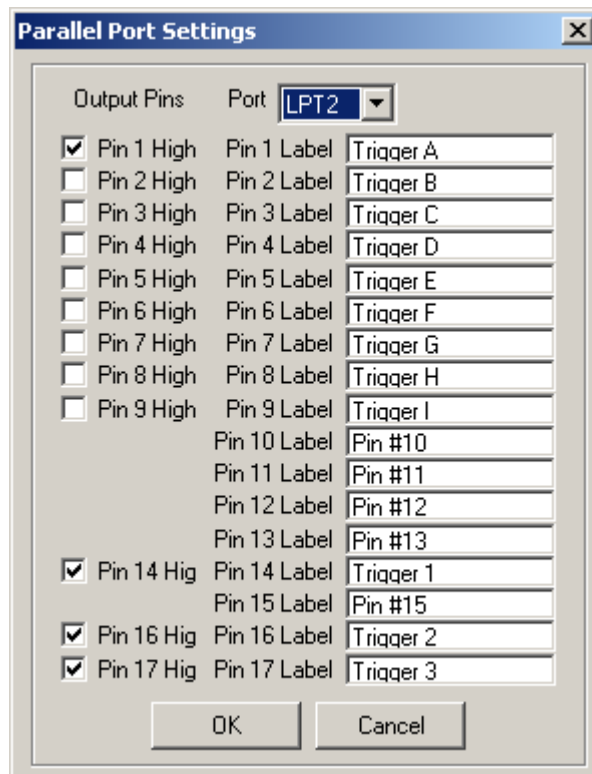 Parallel Port Settings
Output Pins Port LPT2
Pin 1 High Pin 1 Label Trigger A
Pin 2 High Pin 2 Label Trigger B
Pin 3 High Pin 3 Label Trigger C
Pin 4 High Pin 4 Label Trigger D
Pin 5 High Pin 5 Label Trigger E
Pin 6 High Pin 6 Label Trigger F
Pin 7 High Pin 7 Label Trigger G
Pin 8 High Pin 8 Label Trigger H
Pin 9 High Pin 9 Label Trigger I
Pin 10 Label Pin #10
Pin 11 Label Pin #11
Pin 12 Label Pin #12
Pin 13 Label Pin #13
Pin 14 Hig Pin 14 Label Trigger 1
Pin 15 Label Pin #15
Pin 16 Hig Pin 16 Label Trigger 2
Pin 17 Hig Pin 17 Label Trigger 3
OK Cancel